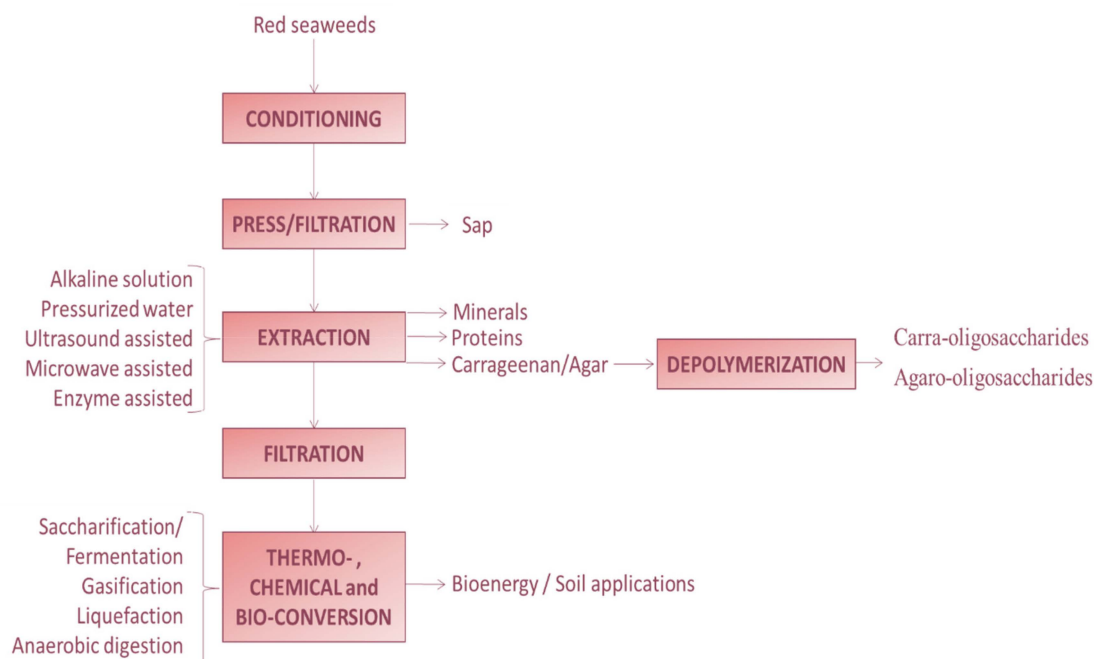 Red seaweeds
CONDITIONING
PRESS/FILTRATION
Sap
Alkaline solution
Pressurized water
Ultrasound assisted
Microwave assisted
Enzyme assisted
EXTRACTION
Minerals
Proteins
Carrageenan/Agar
DEPOLYMERIZATION
Carra-oligosaccharides
Agaro-oligosaccharides
FILTRATION
Saccharification/
Fermentation
Gasification
Liquefaction
Anaerobic digestion
THERMO- ,
CHEMICAL and
BIO-CONVERSION
Bioenergy / Soil applications